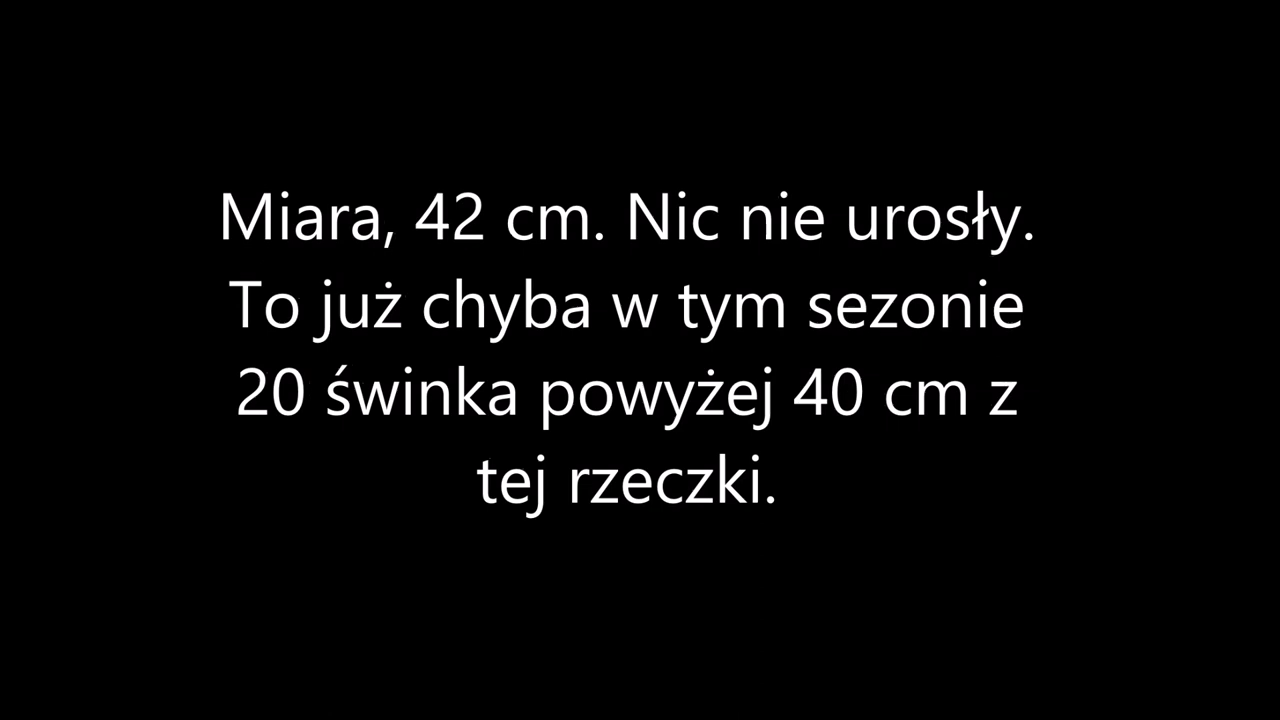 Miara, 42 cm. Nic nie urosły.
To już chyba w tym sezonie
20 świnka powyżej 40 cm z
tej rzeczki.